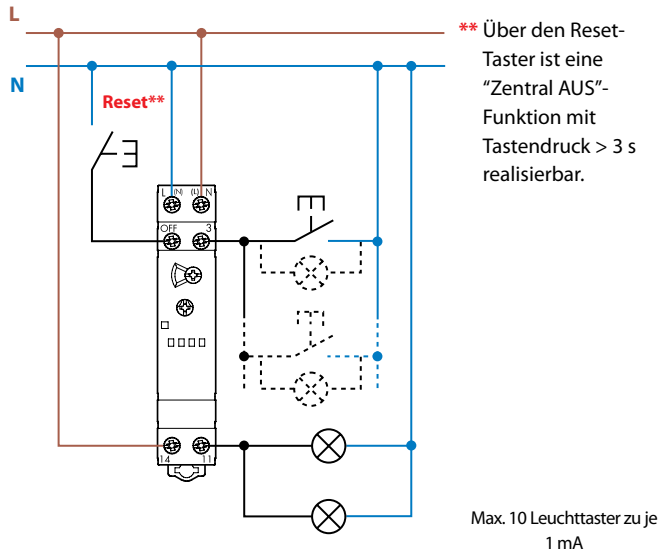 L
** Über den Reset-
Taster ist eine
“Zentral AUS”-
Funktion mit
Tastendruck > 3 s
realisierbar.
N
Reset**
L (N) (L) N
OFF 3
14 11
Max. 10 Leuchttaster zu je
1 mA